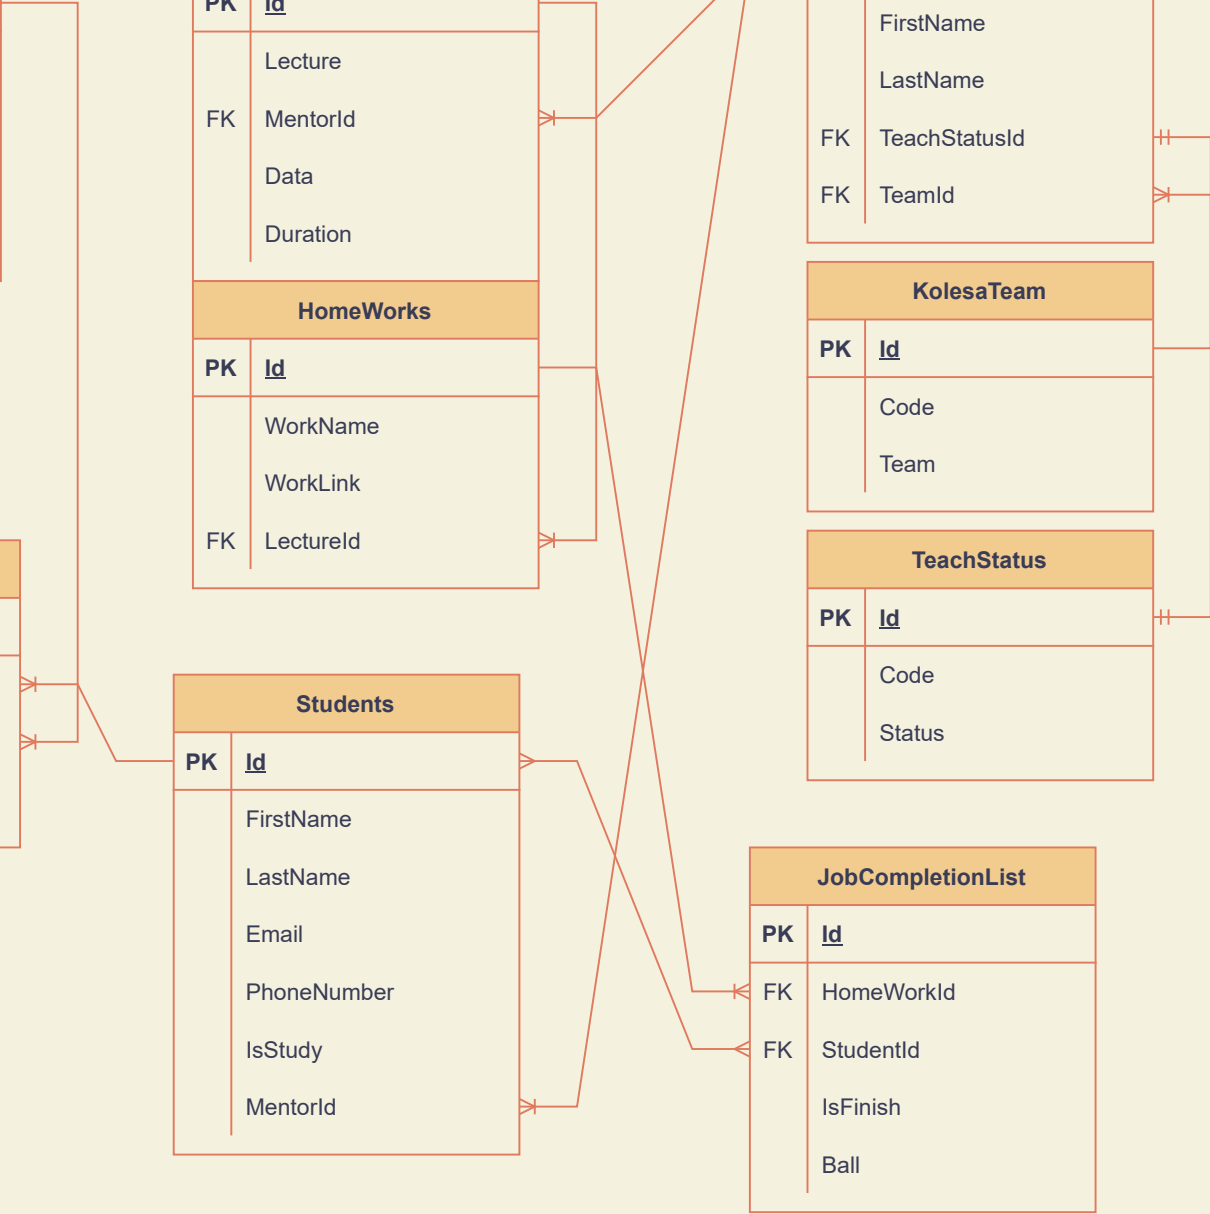 PK Id
Lecture
FK MentorId
Data
Duration
HomeWorks
PK Id
WorkName
WorkLink
FK LectureId
Students
PK Id
FirstName
LastName
Email
PhoneNumber
IsStudy
MentorId
FirstName
LastName
FK TeachStatusId
FK TeamId
KolesaTeam
PK Id
Code
Team
TeachStatus
PK Id
Code
Status
JobCompletionList
PK Id
FK HomeWorkId
FK StudentId
IsFinish
Ball